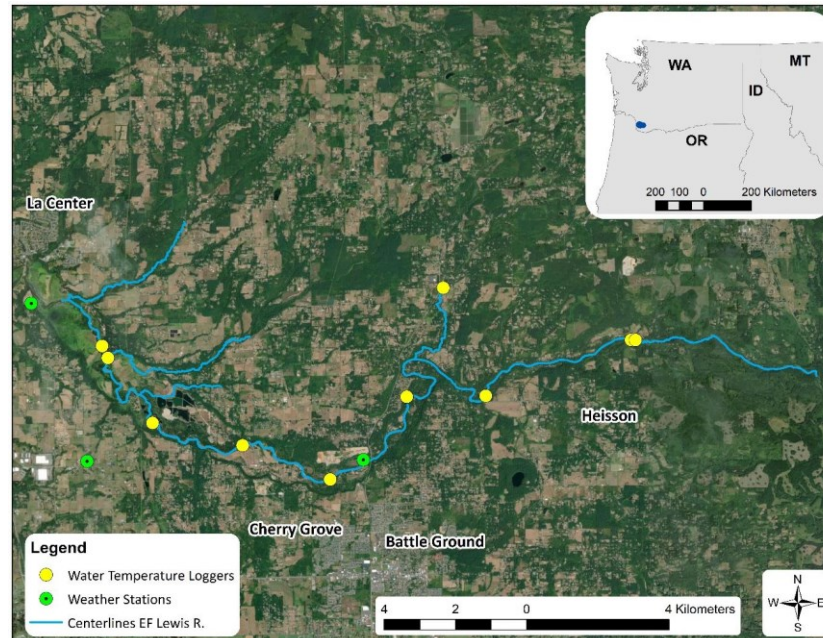 WA
MT
ID
OR
200 100 0 200 Kilometers
La Center
Heisson
Cherry Grove
Battle Ground
Legend
Water Temperature Loggers
Weather Stations
Centerlines EF Lewis R.
4 2 0 4 Kilometers
N
W E
S